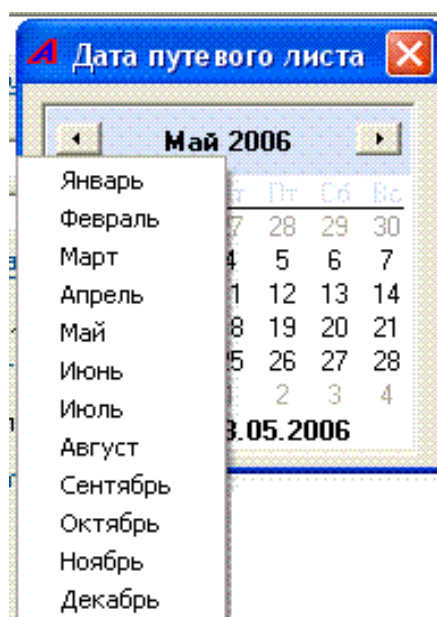 Дата путевого листа
Май 2006
Январь
Февраль
Март
Апрель
Май
Июнь
Июль
Август
Сентябрь
Октябрь
Ноябрь
Декабрь
Пт Сб Вс
28 29 30
5 6 7
12 13 14
19 20 21
26 27 28
2 3 4
.05.2006